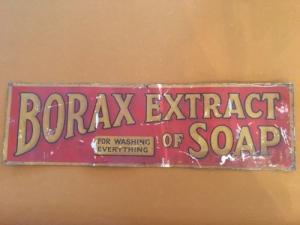 BORAX EXTRACT
FOR WASHING
EVERYTHING
OF SOAP